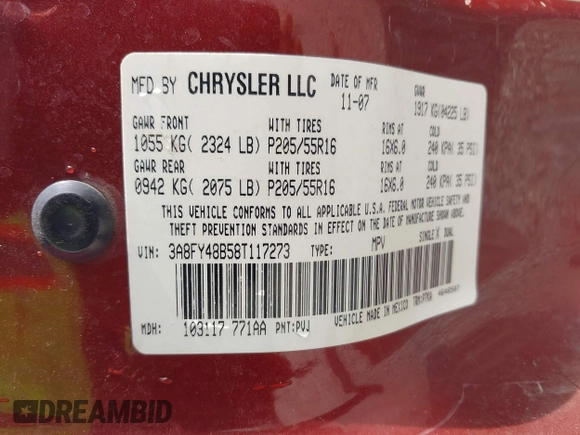 MFD BY CHRYSLER LLC DATE OF MFR GVWR
11-07 1917 KG(04225 LB)
GAWR FRONT WITH TIRES RIMS AT COLD
1055 KG( 2324 LB) P205/55R16 16X6.0 240 KPA( 35 PSI)
GAWR REAR WITH TIRES RIMS AT COLD
0942 KG( 2075 LB) P205/55R16 16X6.0 240 KPA( 35 PSI)
THIS VEHICLE CONFORMS TO ALL APPLICABLE U.S.A. FEDERAL MOTOR VEHICLE SAFETY AND
THEFT PREVENTION STANDARDS IN EFFECT ON THE DATE OF MANUFACTURE SHOWN ABOVE.
VIN: 3A8FY48B58T117273 TYPE: MPV SINGLE X DUAL
MDH: 103117 771AA PNT:PVJ VEHICLE MADE IN MEXICO
DREAMBID